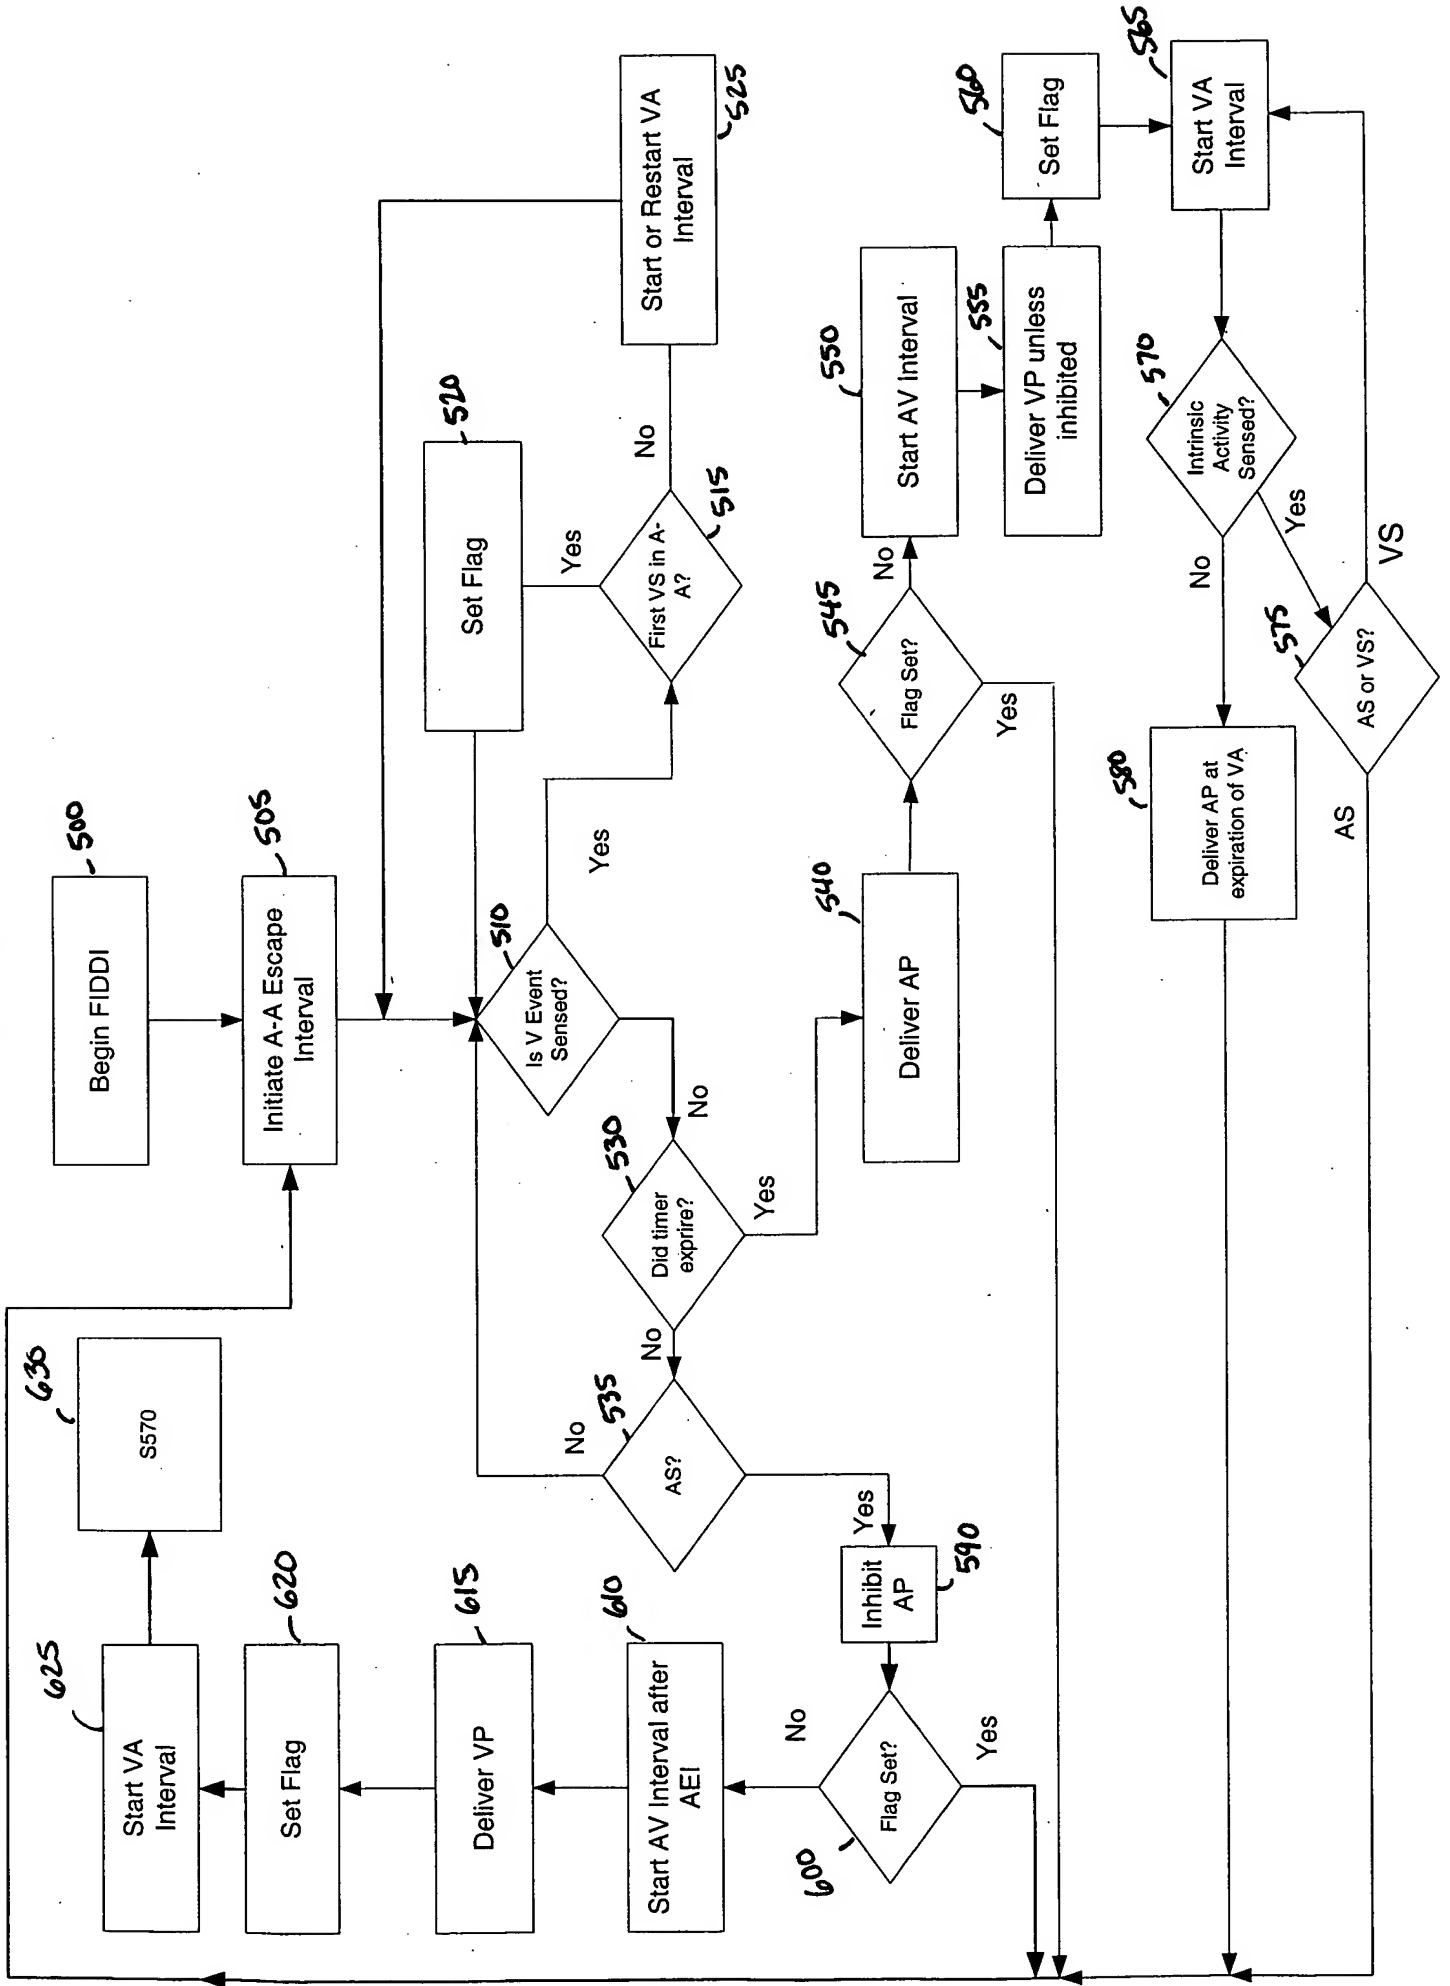 Begin FIDDI
500
Initiate A-A Escape
Interval
505
Is V Event
Sensed?
510
Yes
No
First VS in A-
A?
515
Yes
No
Set Flag
520
Start or Restart VA
Interval
525
Did timer
exprire?
530
No
Yes
AS?
535
No
Yes
Deliver AP
540
Flag Set?
545
No
Yes
Start AV Interval
550
Deliver VP unless
inhibited
555
Set Flag
560
Start VA
Interval
565
Intrinsic
Activity
Sensed?
570
No
Yes
AS or VS?
575
AS
VS
Deliver AP at
expiration of VA
580
Inhibit
AP
590
Flag Set?
600
No
Yes
Start AV Interval after
AEI
610
Deliver VP
615
Set Flag
620
Start VA
Interval
625
S570
630